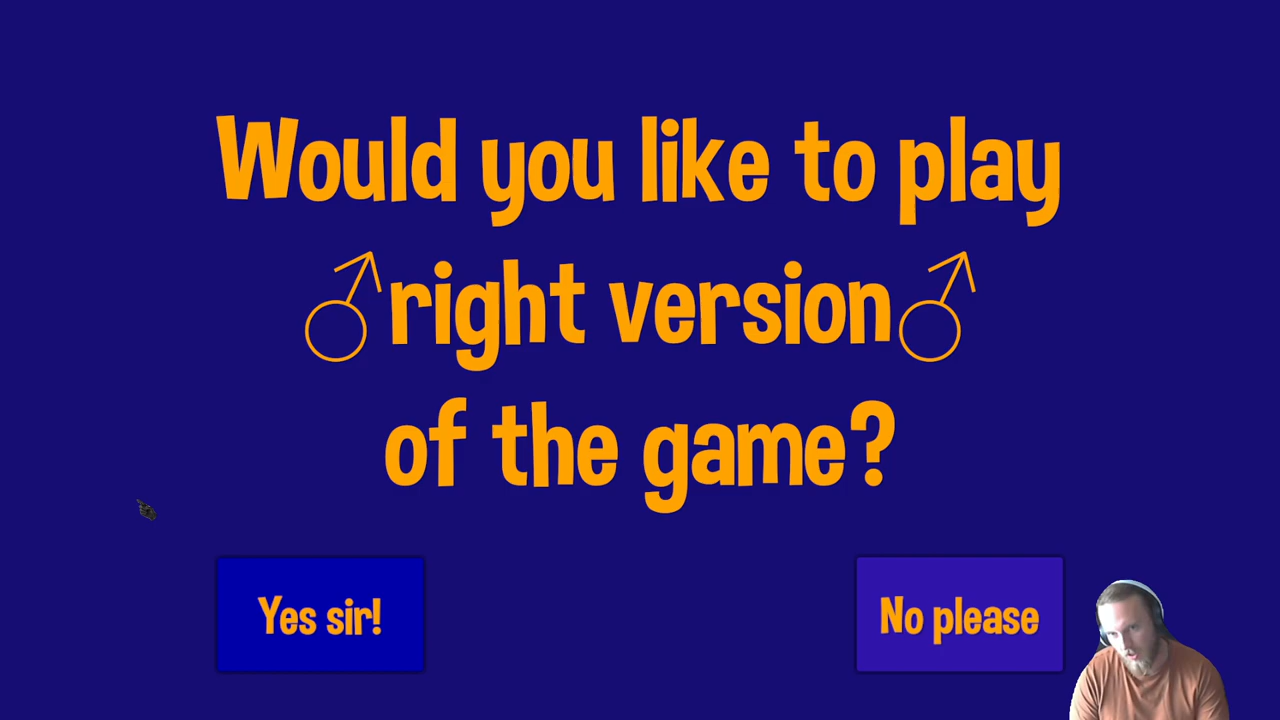 Would you like to play
♂right version♂
of the game?
Yes sir!
No please